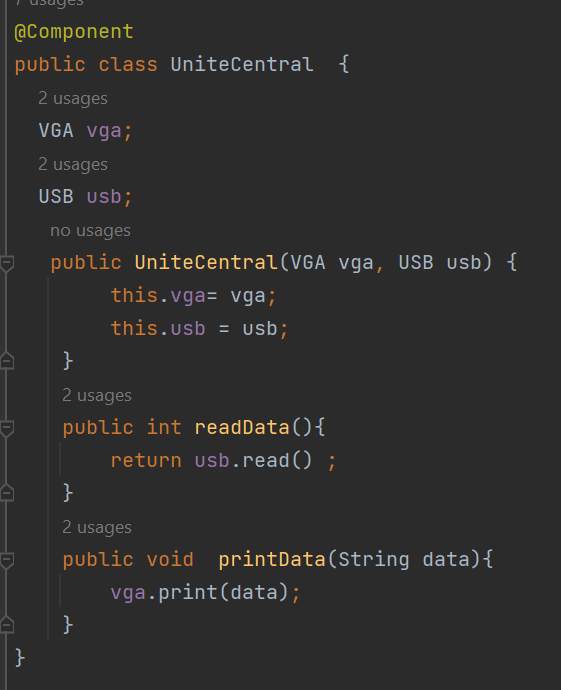 7 usages
@Component
public class UniteCentral  {
2 usages
VGA vga;
2 usages
USB usb;
no usages
public UniteCentral(VGA vga, USB usb) {
this.vga= vga;
this.usb = usb;
}
2 usages
public int readData(){
return usb.read() ;
}
2 usages
public void  printData(String data){
vga.print(data);
}
}